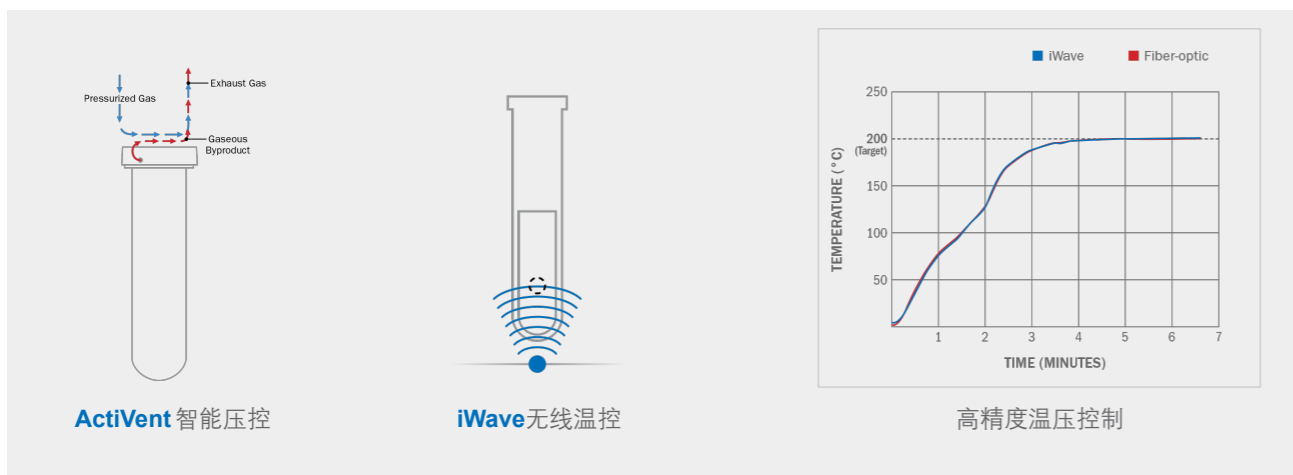 Pressurized Gas
Exhaust Gas
Gaseous
Byproduct
ActiVent 智能压控
iWave无线温控
iWave
Fiber-optic
TEMPERATURE (°C)
250
200
(Target)
150
100
50
1 2 3 4 5 6 7
TIME (MINUTES)
高精度温压控制